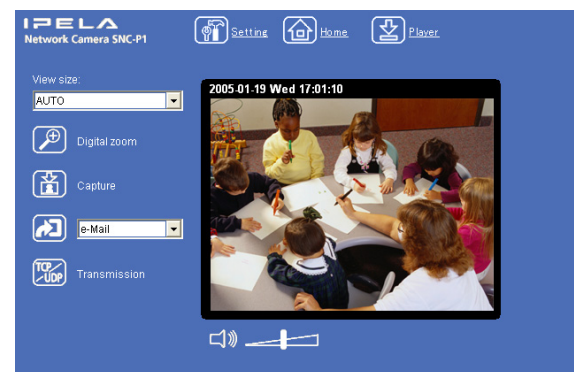 IPELA
Network Camera SNC-P1
Setting
Home
Player
View size:
AUTO
2005-01-19 Wed 17:01:10
Digital zoom
Capture
e-Mail
TCP/UDP
Transmission